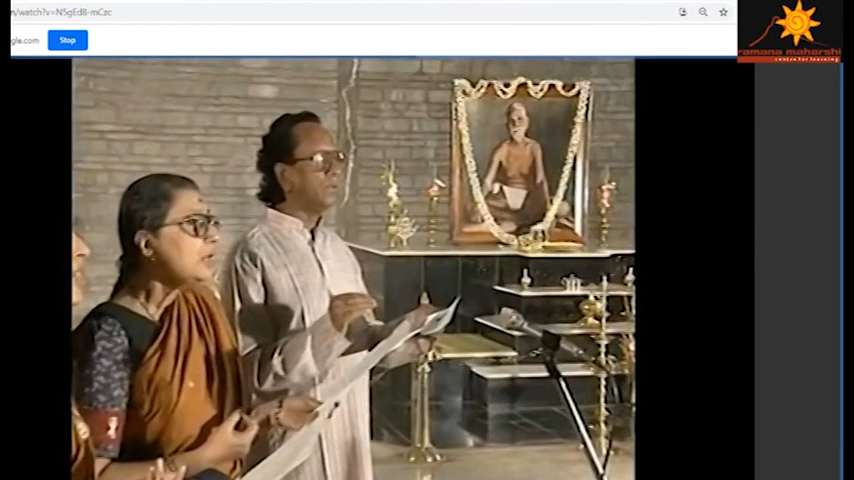 n/watch?v=N5gEd8-mCzc
gle.com
Stop
ramana maharshi
centre for learning